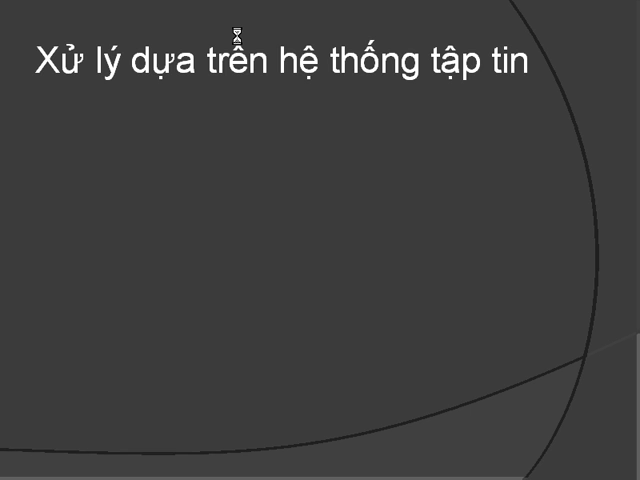 Xử lý dựa trên hệ thống tập tin